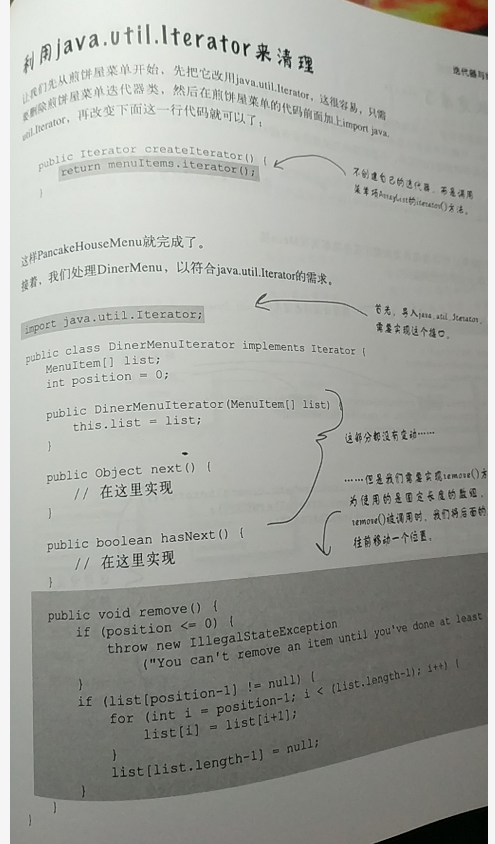 迭代器与
利用java.util.Iterator来清理
让我们先从煎饼屋菜单开始，先把它改用java.util.Iterator，这很容易，只需
要删除煎饼屋菜单迭代器类，然后在煎饼屋菜单的代码前面加上import java.
util.Iterator，再改变下面这一行代码就可以了：
public Iterator createIterator() {
return menuItems.iterator();
}
不创建自己的迭代器，而是调用
菜单项ArrayList的iterator()方法。
这样PancakeHouseMenu就完成了。
接着，我们处理DinerMenu，以符合java.util.Iterator的需求。
import java.util.Iterator;
首先，导入java.util.Iterator，
需要实现这个接口。
public class DinerMenuIterator implements Iterator {
MenuItem[] list;
int position = 0;
public DinerMenuIterator(MenuItem[] list) {
this.list = list;
}
这部分都没有变动……
public Object next() {
// 在这里实现
}
public boolean hasNext() {
// 在这里实现
}
……但是我们需要实现remove()方
为使用的是固定长度的数组，
remove()被调用时，我们将后面的
往前移动一个位置。
public void remove() {
if (position <= 0) {
throw new IllegalStateException
("You can't remove an item until you've done at least
}
if (list[position-1] != null) {
for (int i = position-1; i < (list.length-1); i++) {
list[i] = list[i+1];
}
list[list.length-1] = null;
}
}
}